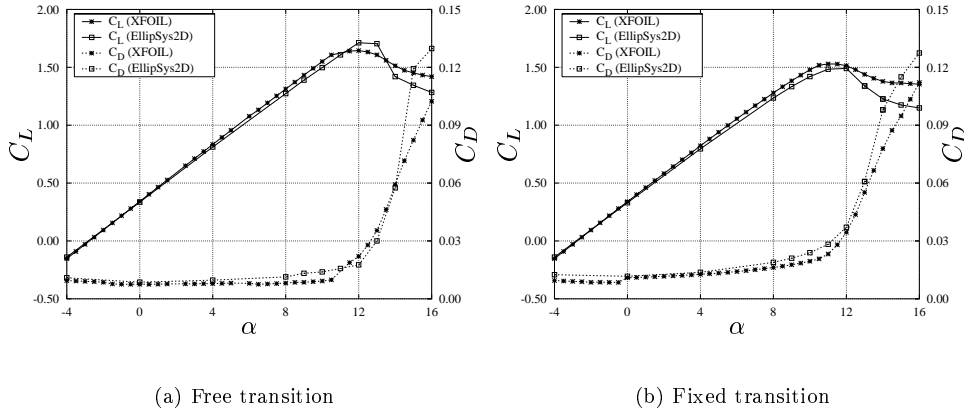 C_L (XFOIL)
C_L (EllipSys2D)
C_D (XFOIL)
C_D (EllipSys2D)
2.00
1.50
1.00
0.50
0.00
-0.50
C_L
0.15
0.12
0.09
0.06
0.03
0.00
C_D
-4 0 4 8 12 16
α
(a) Free transition
C_L (XFOIL)
C_L (EllipSys2D)
C_D (XFOIL)
C_D (EllipSys2D)
2.00
1.50
1.00
0.50
0.00
-0.50
C_L
0.15
0.12
0.09
0.06
0.03
0.00
C_D
-4 0 4 8 12 16
α
(b) Fixed transition